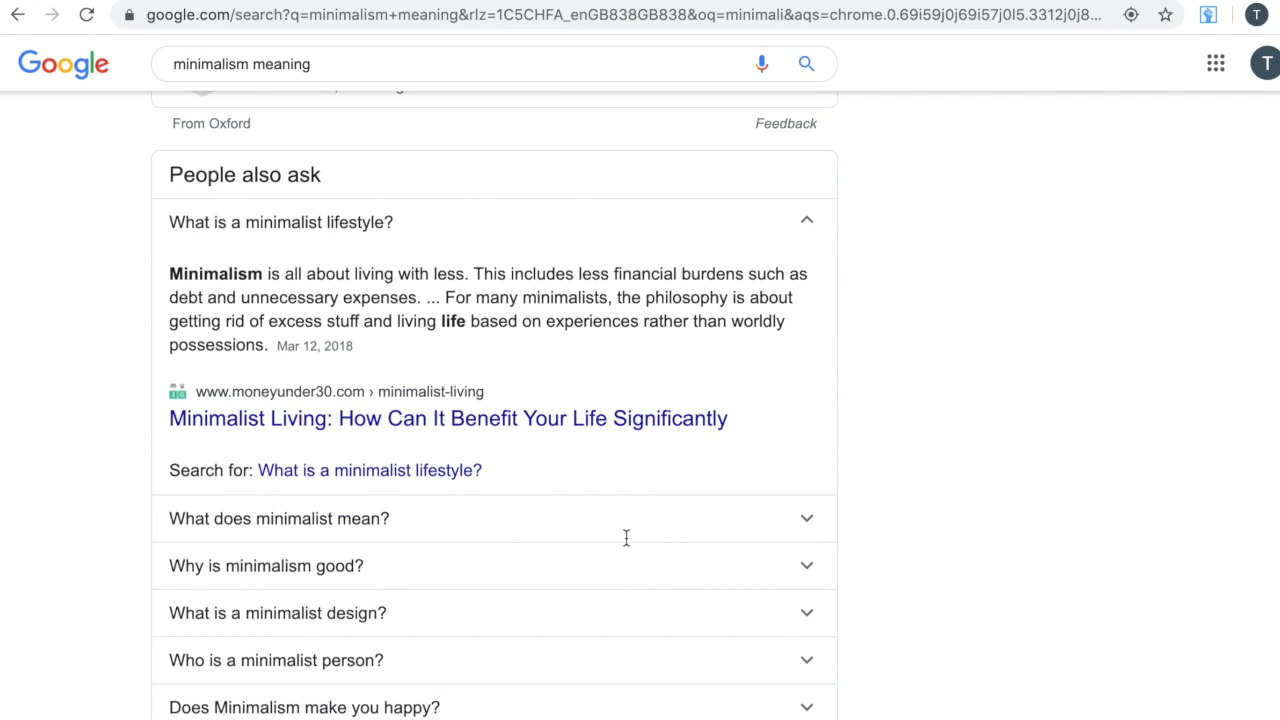 google.com/search?q=minimalism+meaning&rlz=1C5CHFA_enGB838GB838&oq=minimali&aqs=chrome.0.69i59j0j69i57j0l5.3312j0j8...
T
Google
minimalism meaning
T
From Oxford
Feedback
People also ask
What is a minimalist lifestyle?
Minimalism is all about living with less. This includes less financial burdens such as
debt and unnecessary expenses. ... For many minimalists, the philosophy is about
getting rid of excess stuff and living life based on experiences rather than worldly
possessions. Mar 12, 2018
www.moneyunder30.com › minimalist-living
Minimalist Living: How Can It Benefit Your Life Significantly
Search for: What is a minimalist lifestyle?
What does minimalist mean?
Why is minimalism good?
What is a minimalist design?
Who is a minimalist person?
Does Minimalism make you happy?